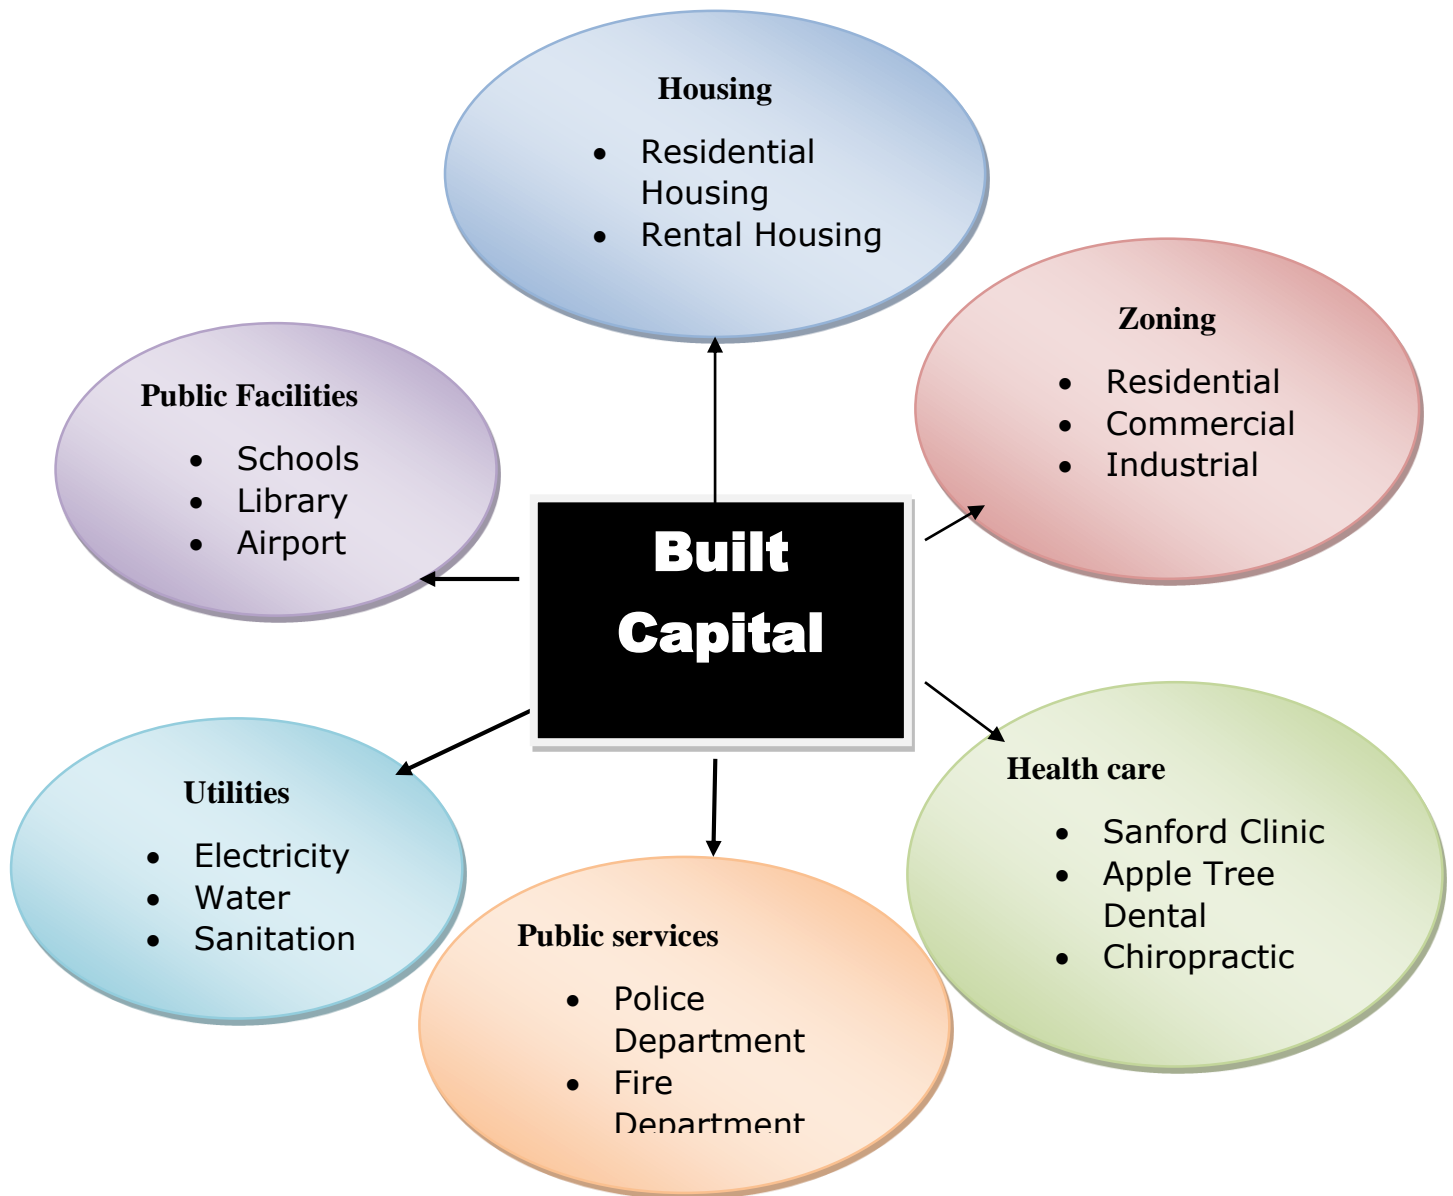 Housing
• Residential
Housing
• Rental Housing
Zoning
• Residential
• Commercial
• Industrial
Public Facilities
• Schools
• Library
• Airport
Built
Capital
Health care
• Sanford Clinic
• Apple Tree
Dental
• Chiropractic
Utilities
• Electricity
• Water
• Sanitation
Public services
• Police
Department
• Fire
Department